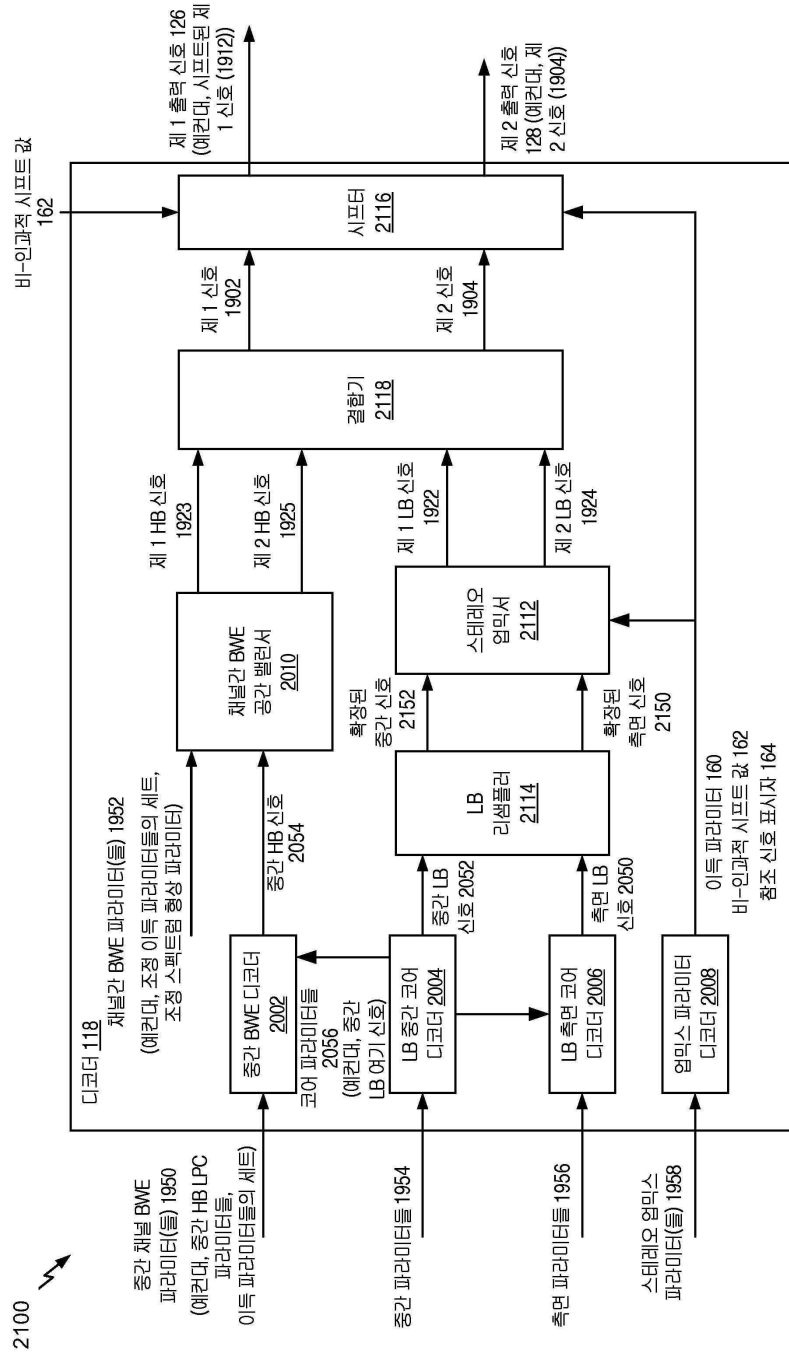 2100
중간 채널 BWE
파라미터(들) 1950
(예컨대, 중간 HB LPC
파라미터들,
이득 파라미터들의 세트)
중간 파라미터들 1954
측면 파라미터들 1956
스테레오 업믹스
파라미터(들) 1958
디코더 118
채널간 BWE 파라미터(들) 1952
(예컨대, 조정 이득 파라미터들의 세트,
조정 스펙트럼 형상 파라미터)
중간 BWE 디코더
2002
코어 파라미터들
2056
(예컨대, 중간
LB 여기 신호)
LB 중간 코어
디코더 2004
LB 측면 코어
디코더 2006
업믹스 파라미터
디코더 2008
중간 HB 신호
2054
중간 LB
신호 2052
측면 LB
신호 2050
이득 파라미터 160
비-인과적 시프트 값 162
참조 신호 표시자 164
채널간 BWE
공간 밸런서
2010
LB
리샘플러
2114
확장된
중간 신호
2152
확장된
측면 신호
2150
스테레오
업믹서
2112
제 1 HB 신호
1923
제 2 HB 신호
1925
제 1 LB 신호
1922
제 2 LB 신호
1924
결합기
2118
제 1 신호
1902
제 2 신호
1904
시프터
2116
비-인과적 시프트 값
162
제 1 출력 신호 126
(예컨대, 시프트된 제
1 신호 (1912))
제 2 출력 신호
128 (예컨대, 제
2 신호 (1904))